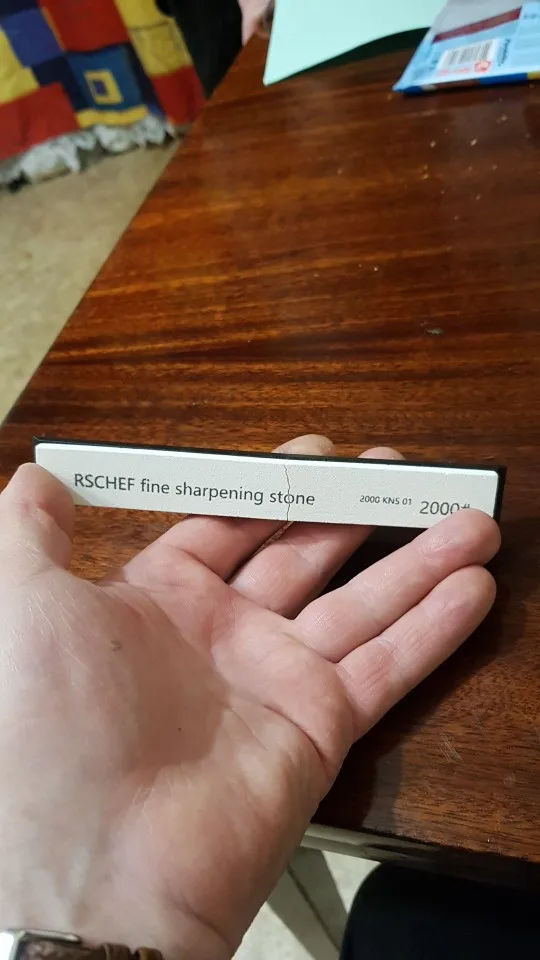 RSCHEF fine sharpening stone
2000 KNS 01
2000#